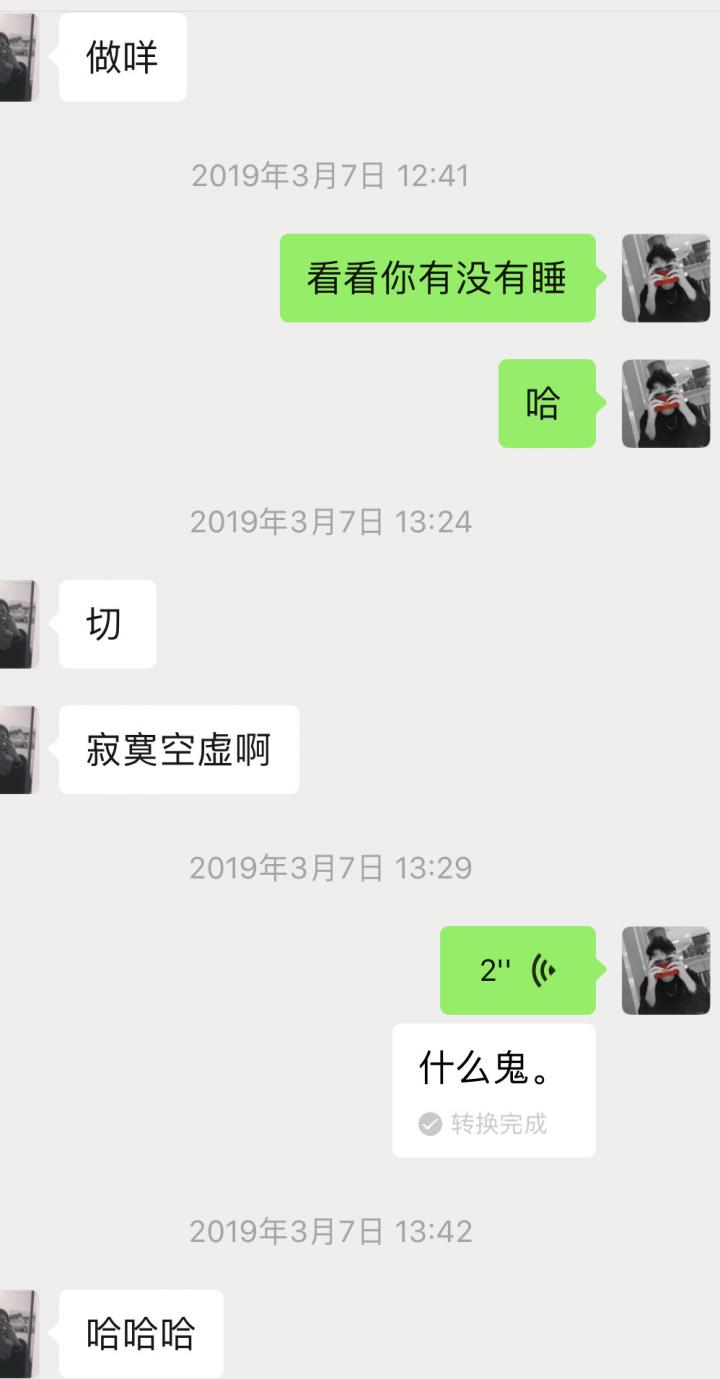 做咩
2019年3月7日 12:41
看看你有没有睡
哈
2019年3月7日 13:24
切
寂寞空虚啊
2019年3月7日 13:29
2''
什么鬼。
转换完成
2019年3月7日 13:42
哈哈哈